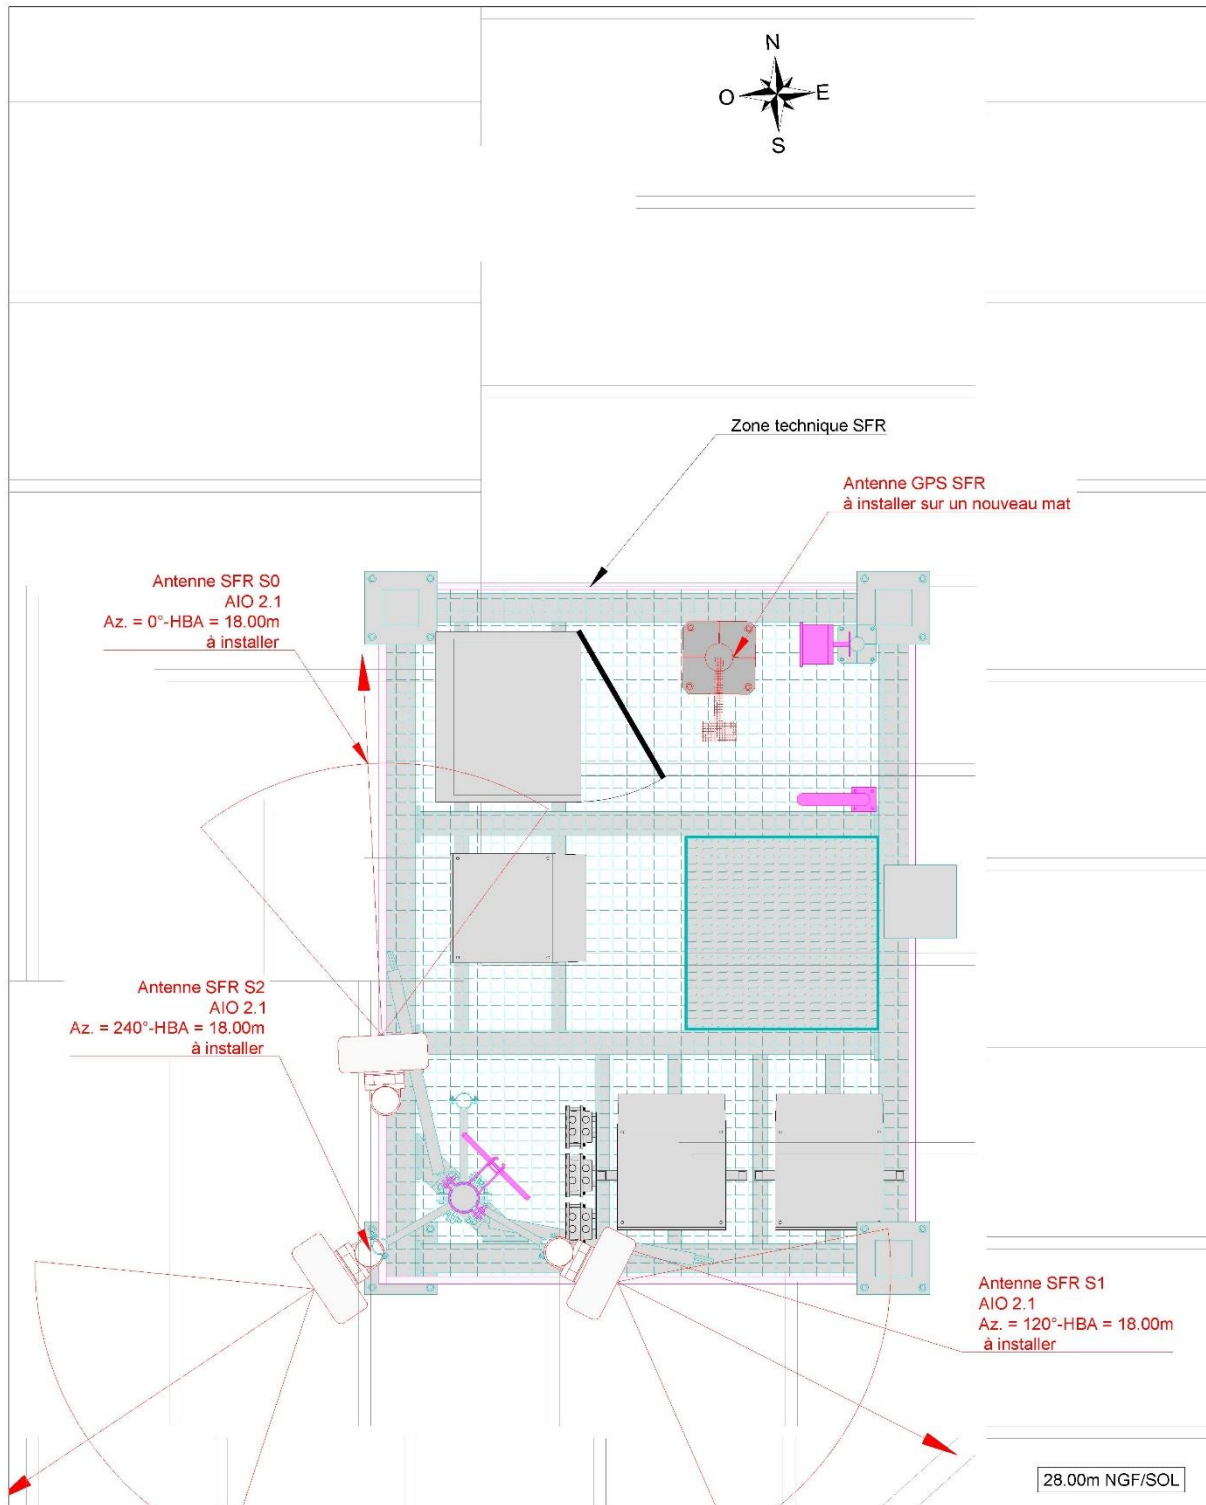 N
O
E
S
Zone technique SFR
Antenne GPS SFR
à installer sur un nouveau mat
Antenne SFR S0
AIO 2.1
Az. = 0°-HBA = 18.00m
à installer
Antenne SFR S2
AIO 2.1
Az. = 240°-HBA = 18.00m
à installer
Antenne SFR S1
AIO 2.1
Az. = 120°-HBA = 18.00m
à installer
28.00m NGF/SOL